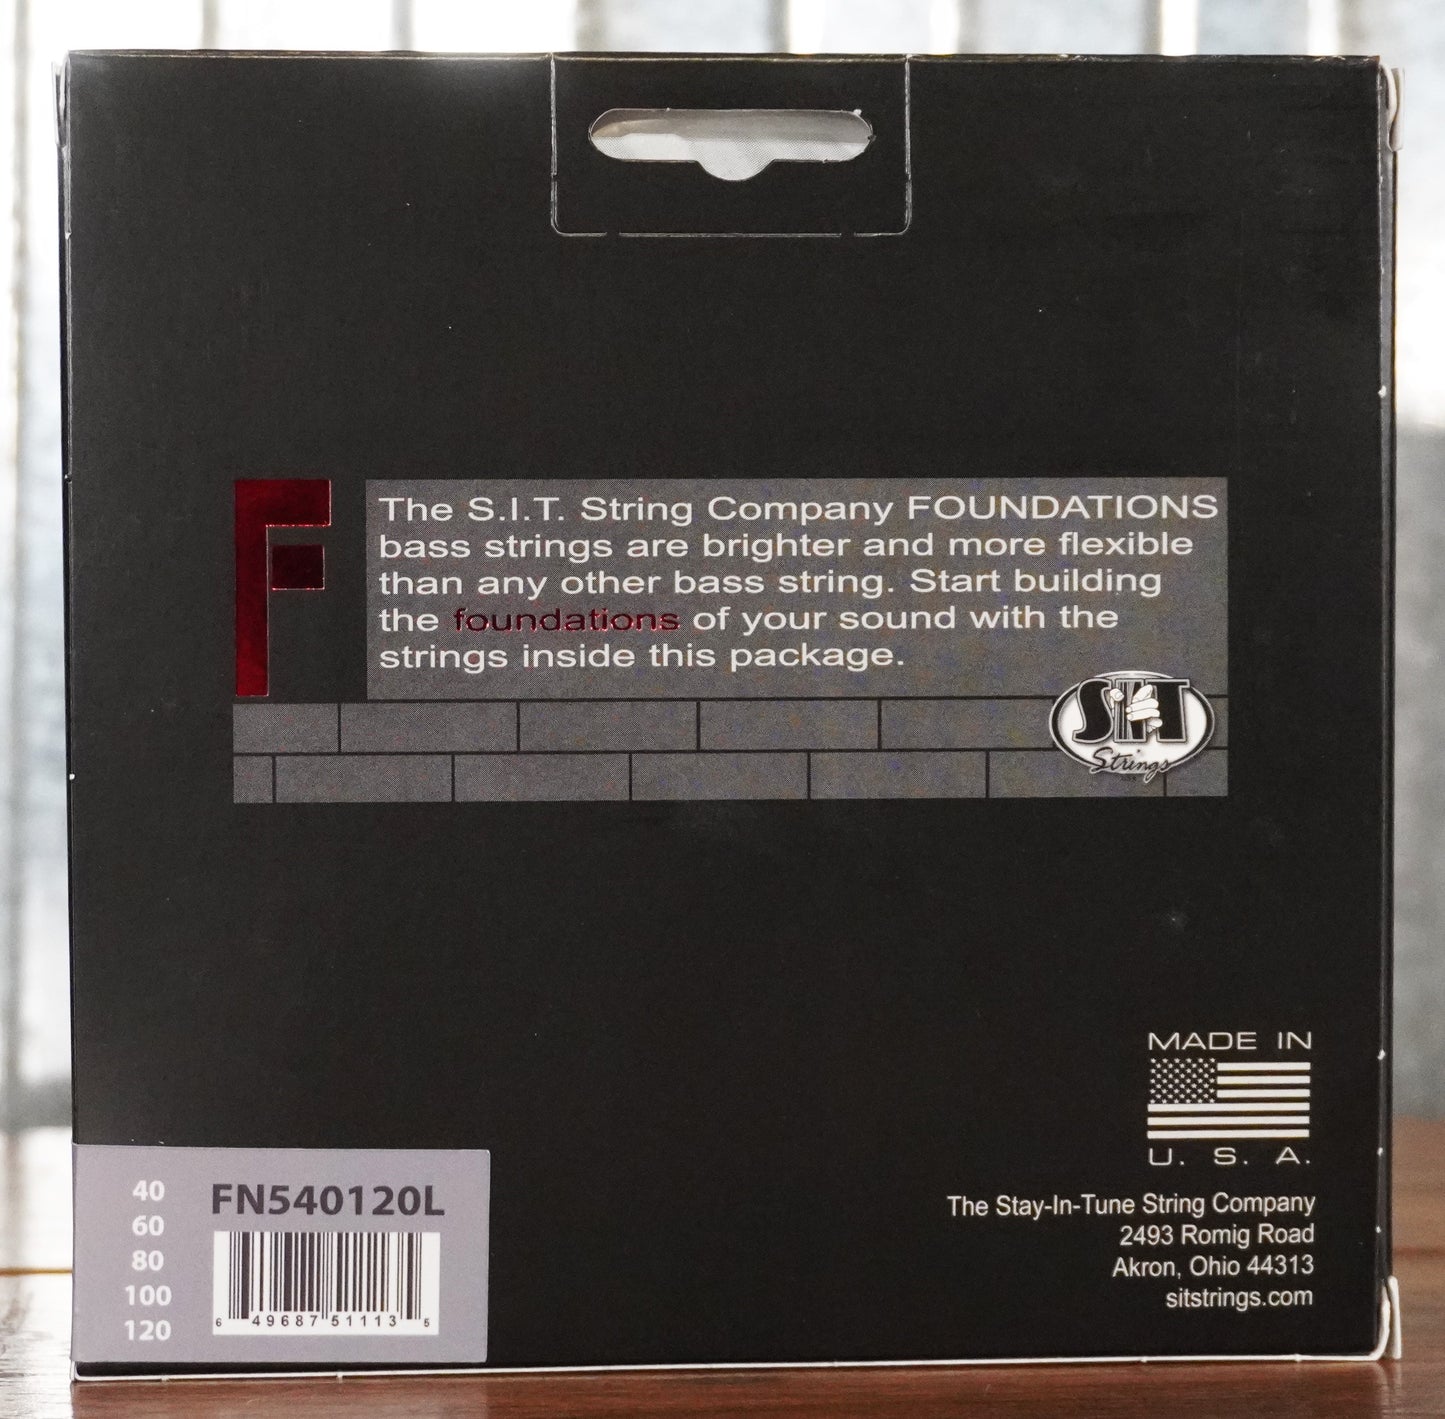 F
The S.I.T. String Company FOUNDATIONS
bass strings are brighter and more flexible
than any other bass string. Start building
the foundations of your sound with the
strings inside this package.
SIT
Strings
MADE IN
U. S. A.
The Stay-In-Tune String Company
2493 Romig Road
Akron, Ohio 44313
sitstrings.com
40
60
80
100
120
FN540120L
6 49687 51113 5